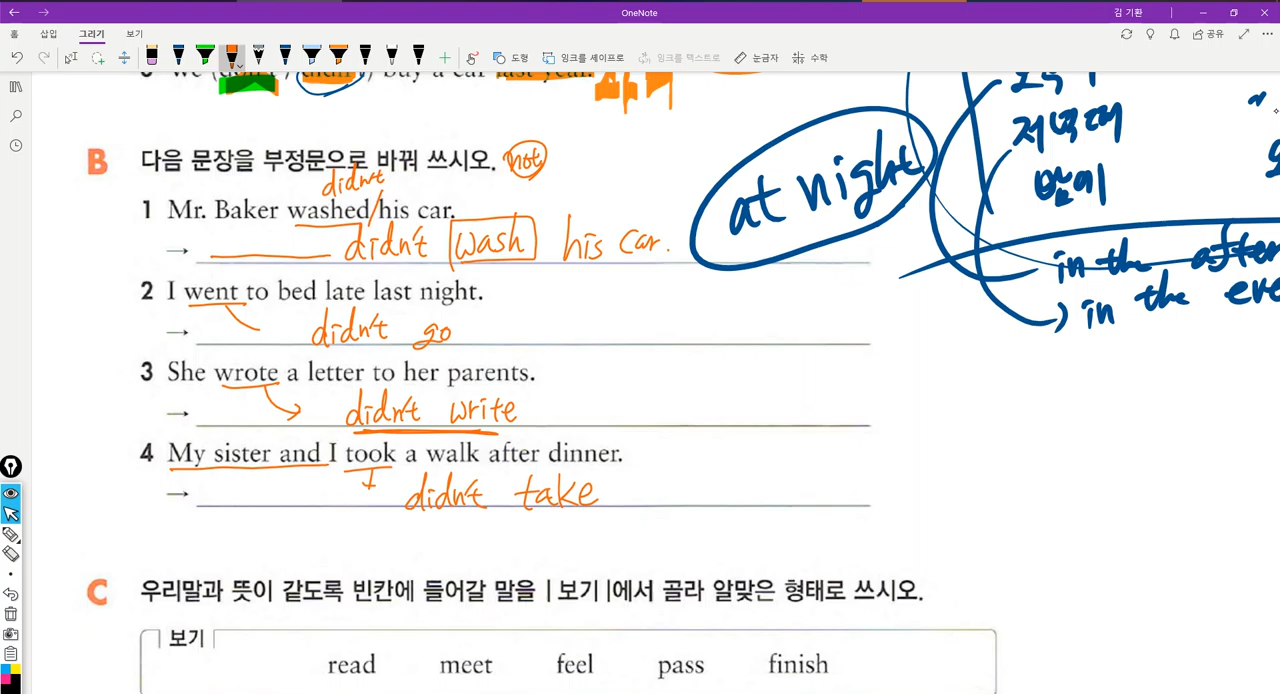 OneNote
김 기환
홈 삽입 그리기 보기
공유
도형 잉크를 셰이프로 잉크를 텍스트로 눈금자 수학
buy a car last year.
B 다음 문장을 부정문으로 바꿔 쓰시오. not
didn't
1 Mr. Baker washed his car.
→ didn't wash his car.
2 I went to bed late last night.
→ didn't go
3 She wrote a letter to her parents.
→ didn't write
4 My sister and I took a walk after dinner.
→ didn't take
C 우리말과 뜻이 같도록 빈칸에 들어갈 말을 |보기|에서 골라 알맞은 형태로 쓰시오.
보기
read meet feel pass finish
at night
저녁때
밤에
in the
in the